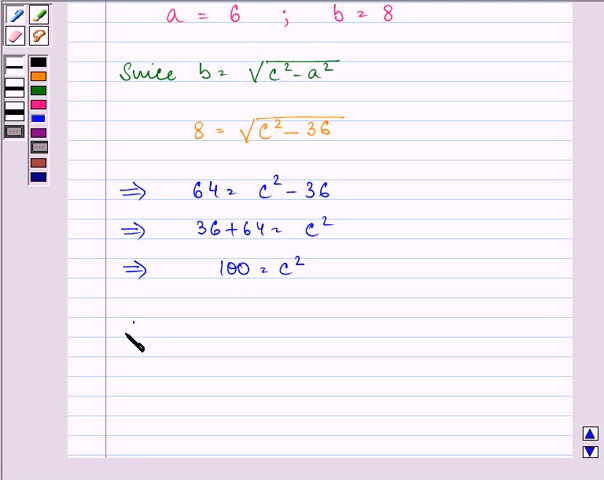 a = 6 ; b = 8
Since b = √(c² - a²)
8 = √(c² - 36)
⇒ 64 = c² - 36
⇒ 36 + 64 = c²
⇒ 100 = c²